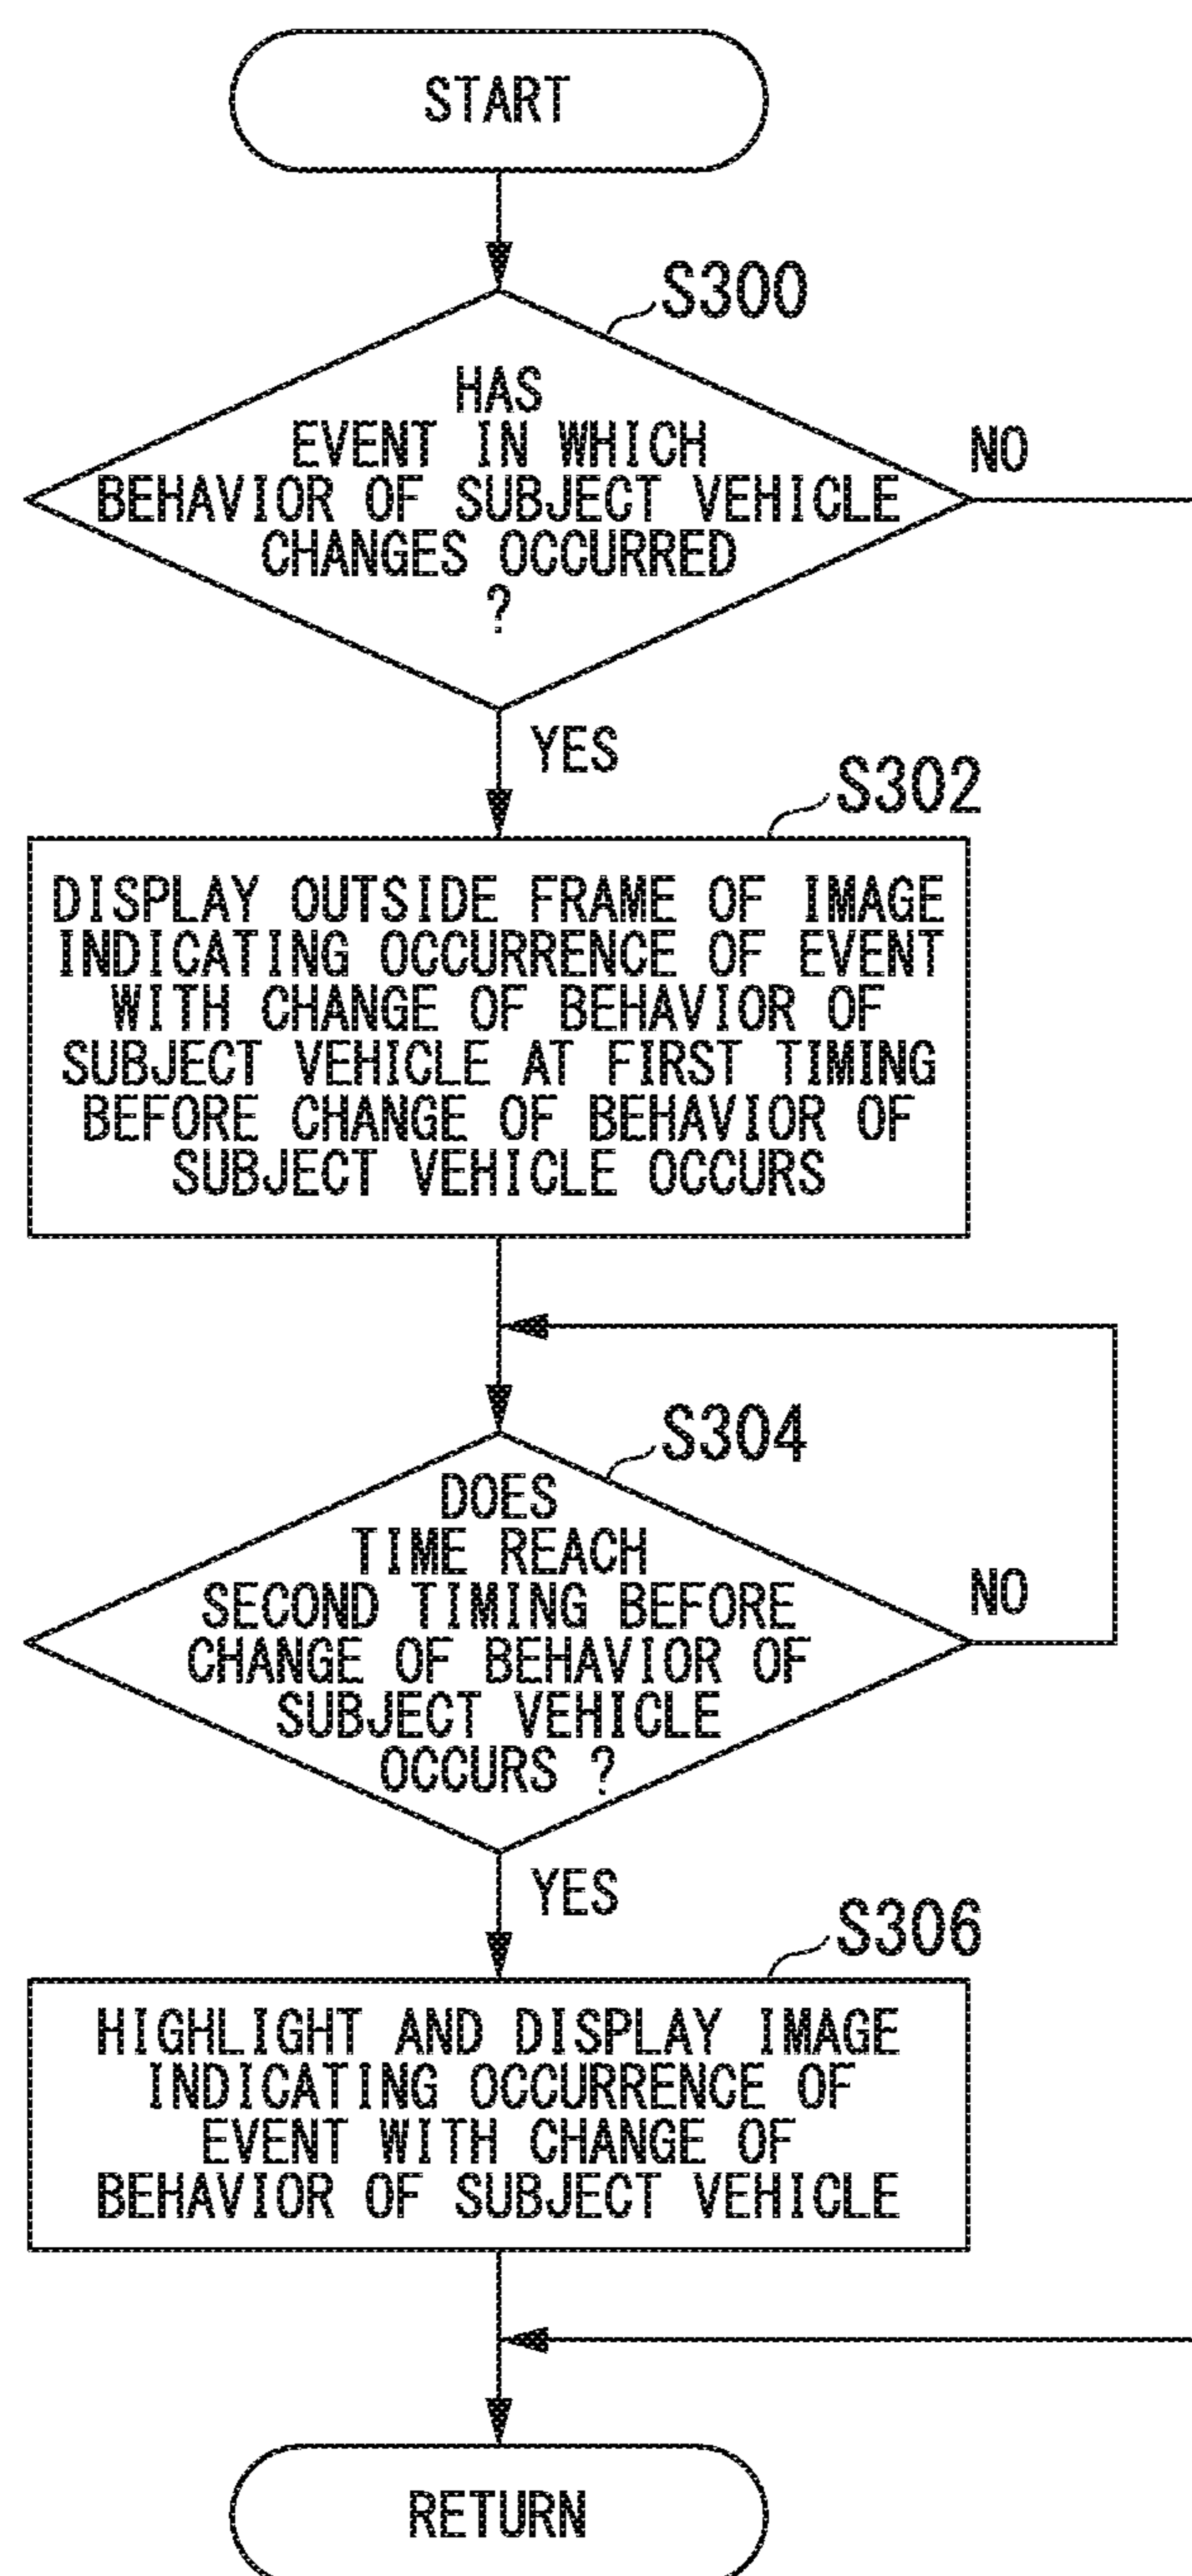 START
S300
HAS
EVENT IN WHICH
BEHAVIOR OF SUBJECT VEHICLE
CHANGES OCCURRED
?
NO
YES
S302
DISPLAY OUTSIDE FRAME OF IMAGE
INDICATING OCCURRENCE OF EVENT
WITH CHANGE OF BEHAVIOR OF
SUBJECT VEHICLE AT FIRST TIMING
BEFORE CHANGE OF BEHAVIOR OF
SUBJECT VEHICLE OCCURS
S304
DOES
TIME REACH
SECOND TIMING BEFORE
CHANGE OF BEHAVIOR OF
SUBJECT VEHICLE
OCCURS ?
NO
YES
S306
HIGHLIGHT AND DISPLAY IMAGE
INDICATING OCCURRENCE OF
EVENT WITH CHANGE OF
BEHAVIOR OF SUBJECT VEHICLE
RETURN